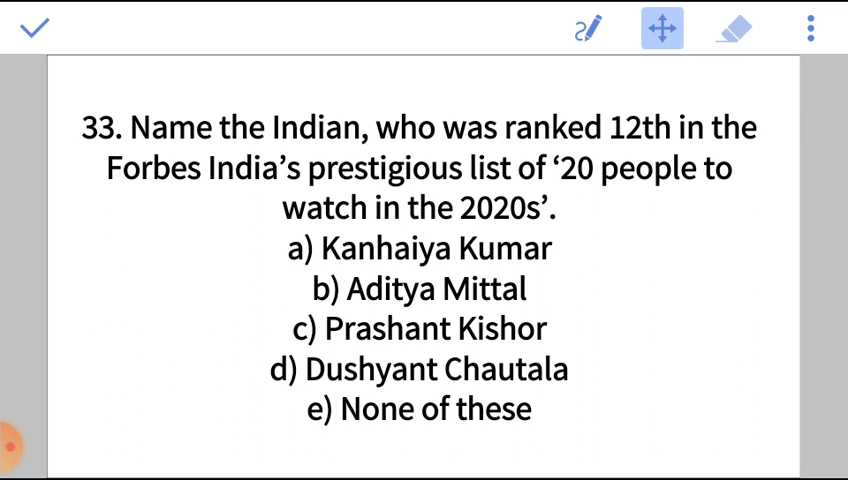 33. Name the Indian, who was ranked 12th in the
Forbes India’s prestigious list of ‘20 people to
watch in the 2020s’.
a) Kanhaiya Kumar
b) Aditya Mittal
c) Prashant Kishor
d) Dushyant Chautala
e) None of these